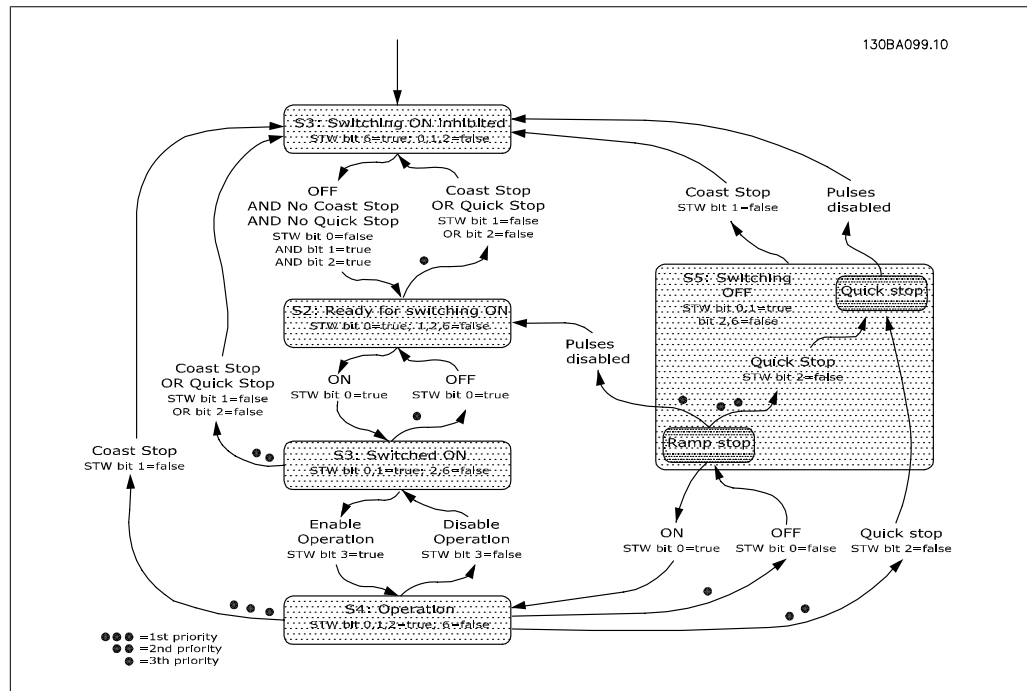 130BA099.10
S3: Switching ON Inhibited
STW bit 6=true; 0,1,2=false
OFF
AND No Coast Stop
AND No Quick Stop
STW bit 0=false
AND bit 1=true
AND bit 2=true
Coast Stop
OR Quick Stop
STW bit 1=false
OR bit 2=false
Coast Stop
STW bit 1=false
Pulses
disabled
S5: Switching
OFF
STW bit 0,1=true
bit 2,6=false
Quick stop
S2: Ready for switching ON
STW bit 0=true; 1,2,6=false
Pulses
disabled
Quick Stop
STW bit 2=false
Coast Stop
OR Quick Stop
STW bit 1=false
OR bit 2=false
ON
STW bit 0=true
OFF
STW bit 0=true
Ramp stop
Coast Stop
STW bit 1=false
S3: Switched ON
STW bit 0,1=true; 2,6=false
Enable
Operation
STW bit 3=true
Disable
Operation
STW bit 3=false
ON
STW bit 0=true
OFF
STW bit 0=false
Quick stop
STW bit 2=false
S4: Operation
STW bit 0,1,2=true; 6=false
=1st priority
=2nd priority
=3th priority